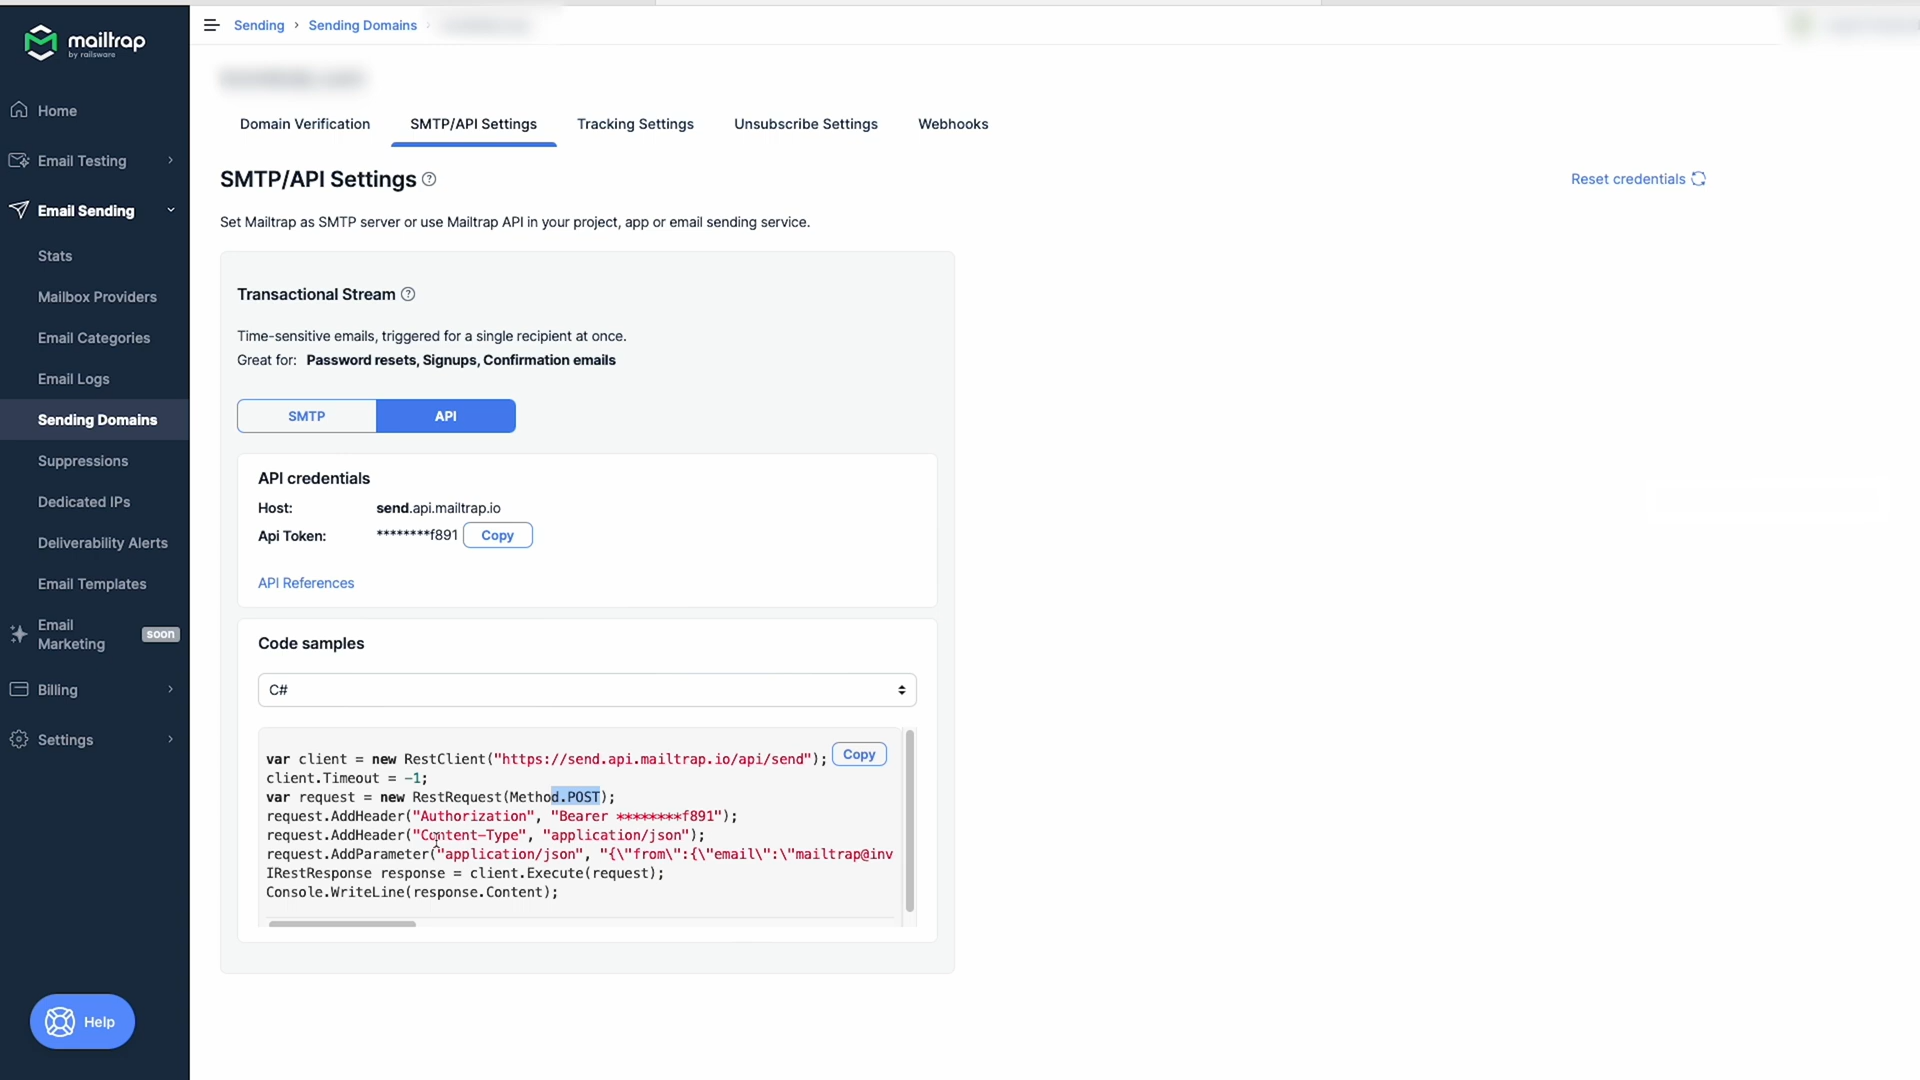 mailtrap
by railsware
Sending > Sending Domains >
Home
Email Testing
Email Sending
Stats
Mailbox Providers
Email Categories
Email Logs
Sending Domains
Suppressions
Dedicated IPs
Deliverability Alerts
Email Templates
Email
Marketing
soon
Billing
Settings
Help
Domain Verification
SMTP/API Settings
Tracking Settings
Unsubscribe Settings
Webhooks
SMTP/API Settings ?
Reset credentials
Set Mailtrap as SMTP server or use Mailtrap API in your project, app or email sending service.
Transactional Stream ?
Time-sensitive emails, triggered for a single recipient at once.
Great for: Password resets, Signups, Confirmation emails
SMTP
API
API credentials
Host: send.api.mailtrap.io
Api Token: ********f891 Copy
API References
Code samples
C#
var client = new RestClient("https://send.api.mailtrap.io/api/send");
Copy
client.Timeout = -1;
var request = new RestRequest(Method.POST);
request.AddHeader("Authorization", "Bearer ********f891");
request.AddHeader("Content-Type", "application/json");
request.AddParameter("application/json", "{\"from\":{\"email\":\"mailtrap@inv
IRestResponse response = client.Execute(request);
Console.WriteLine(response.Content);